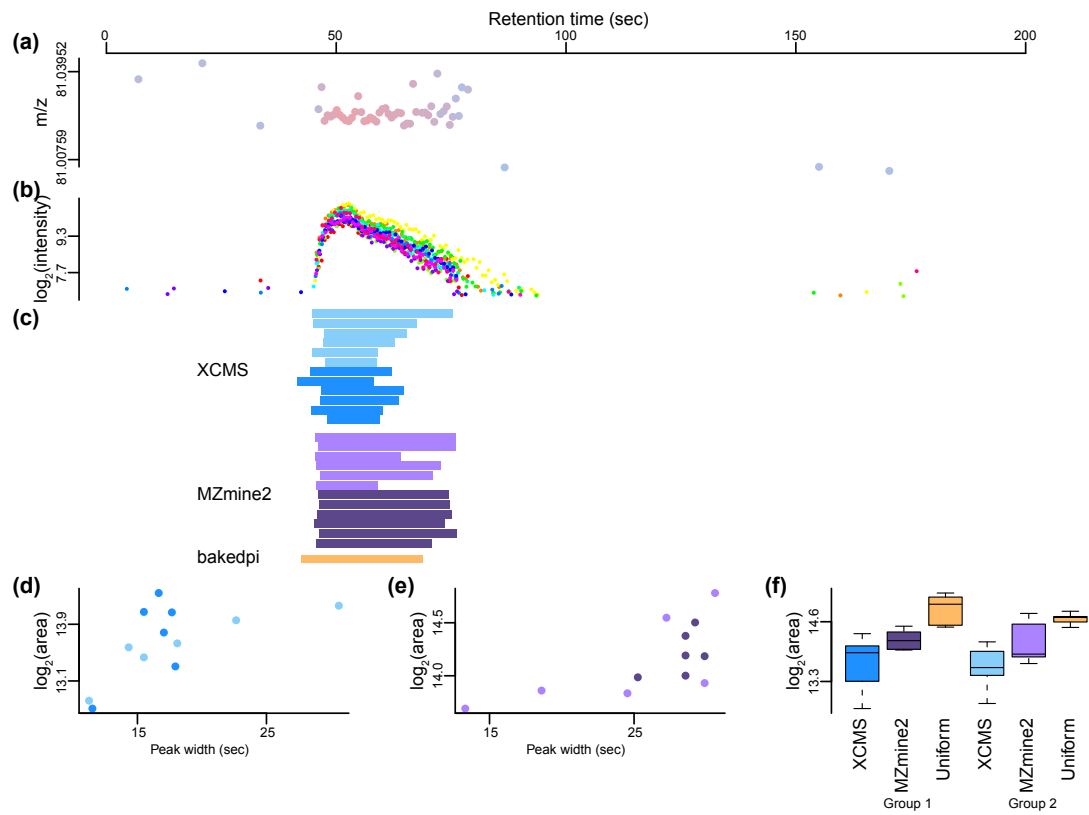 Retention time (sec)
(a)
0 50 100 150 200
m/z
81.00759 81.03952
(b)
log2(intensity)
7.7 9.3
(c)
XCMS
MZmine2
bakedpi
(d)
log2(area)
13.1 13.9
15 25
Peak width (sec)
(e)
log2(area)
14.0 14.5
15 25
Peak width (sec)
(f)
log2(area)
13.3 14.6
XCMS MZmine2 Uniform XCMS MZmine2 Uniform
Group 1 Group 2